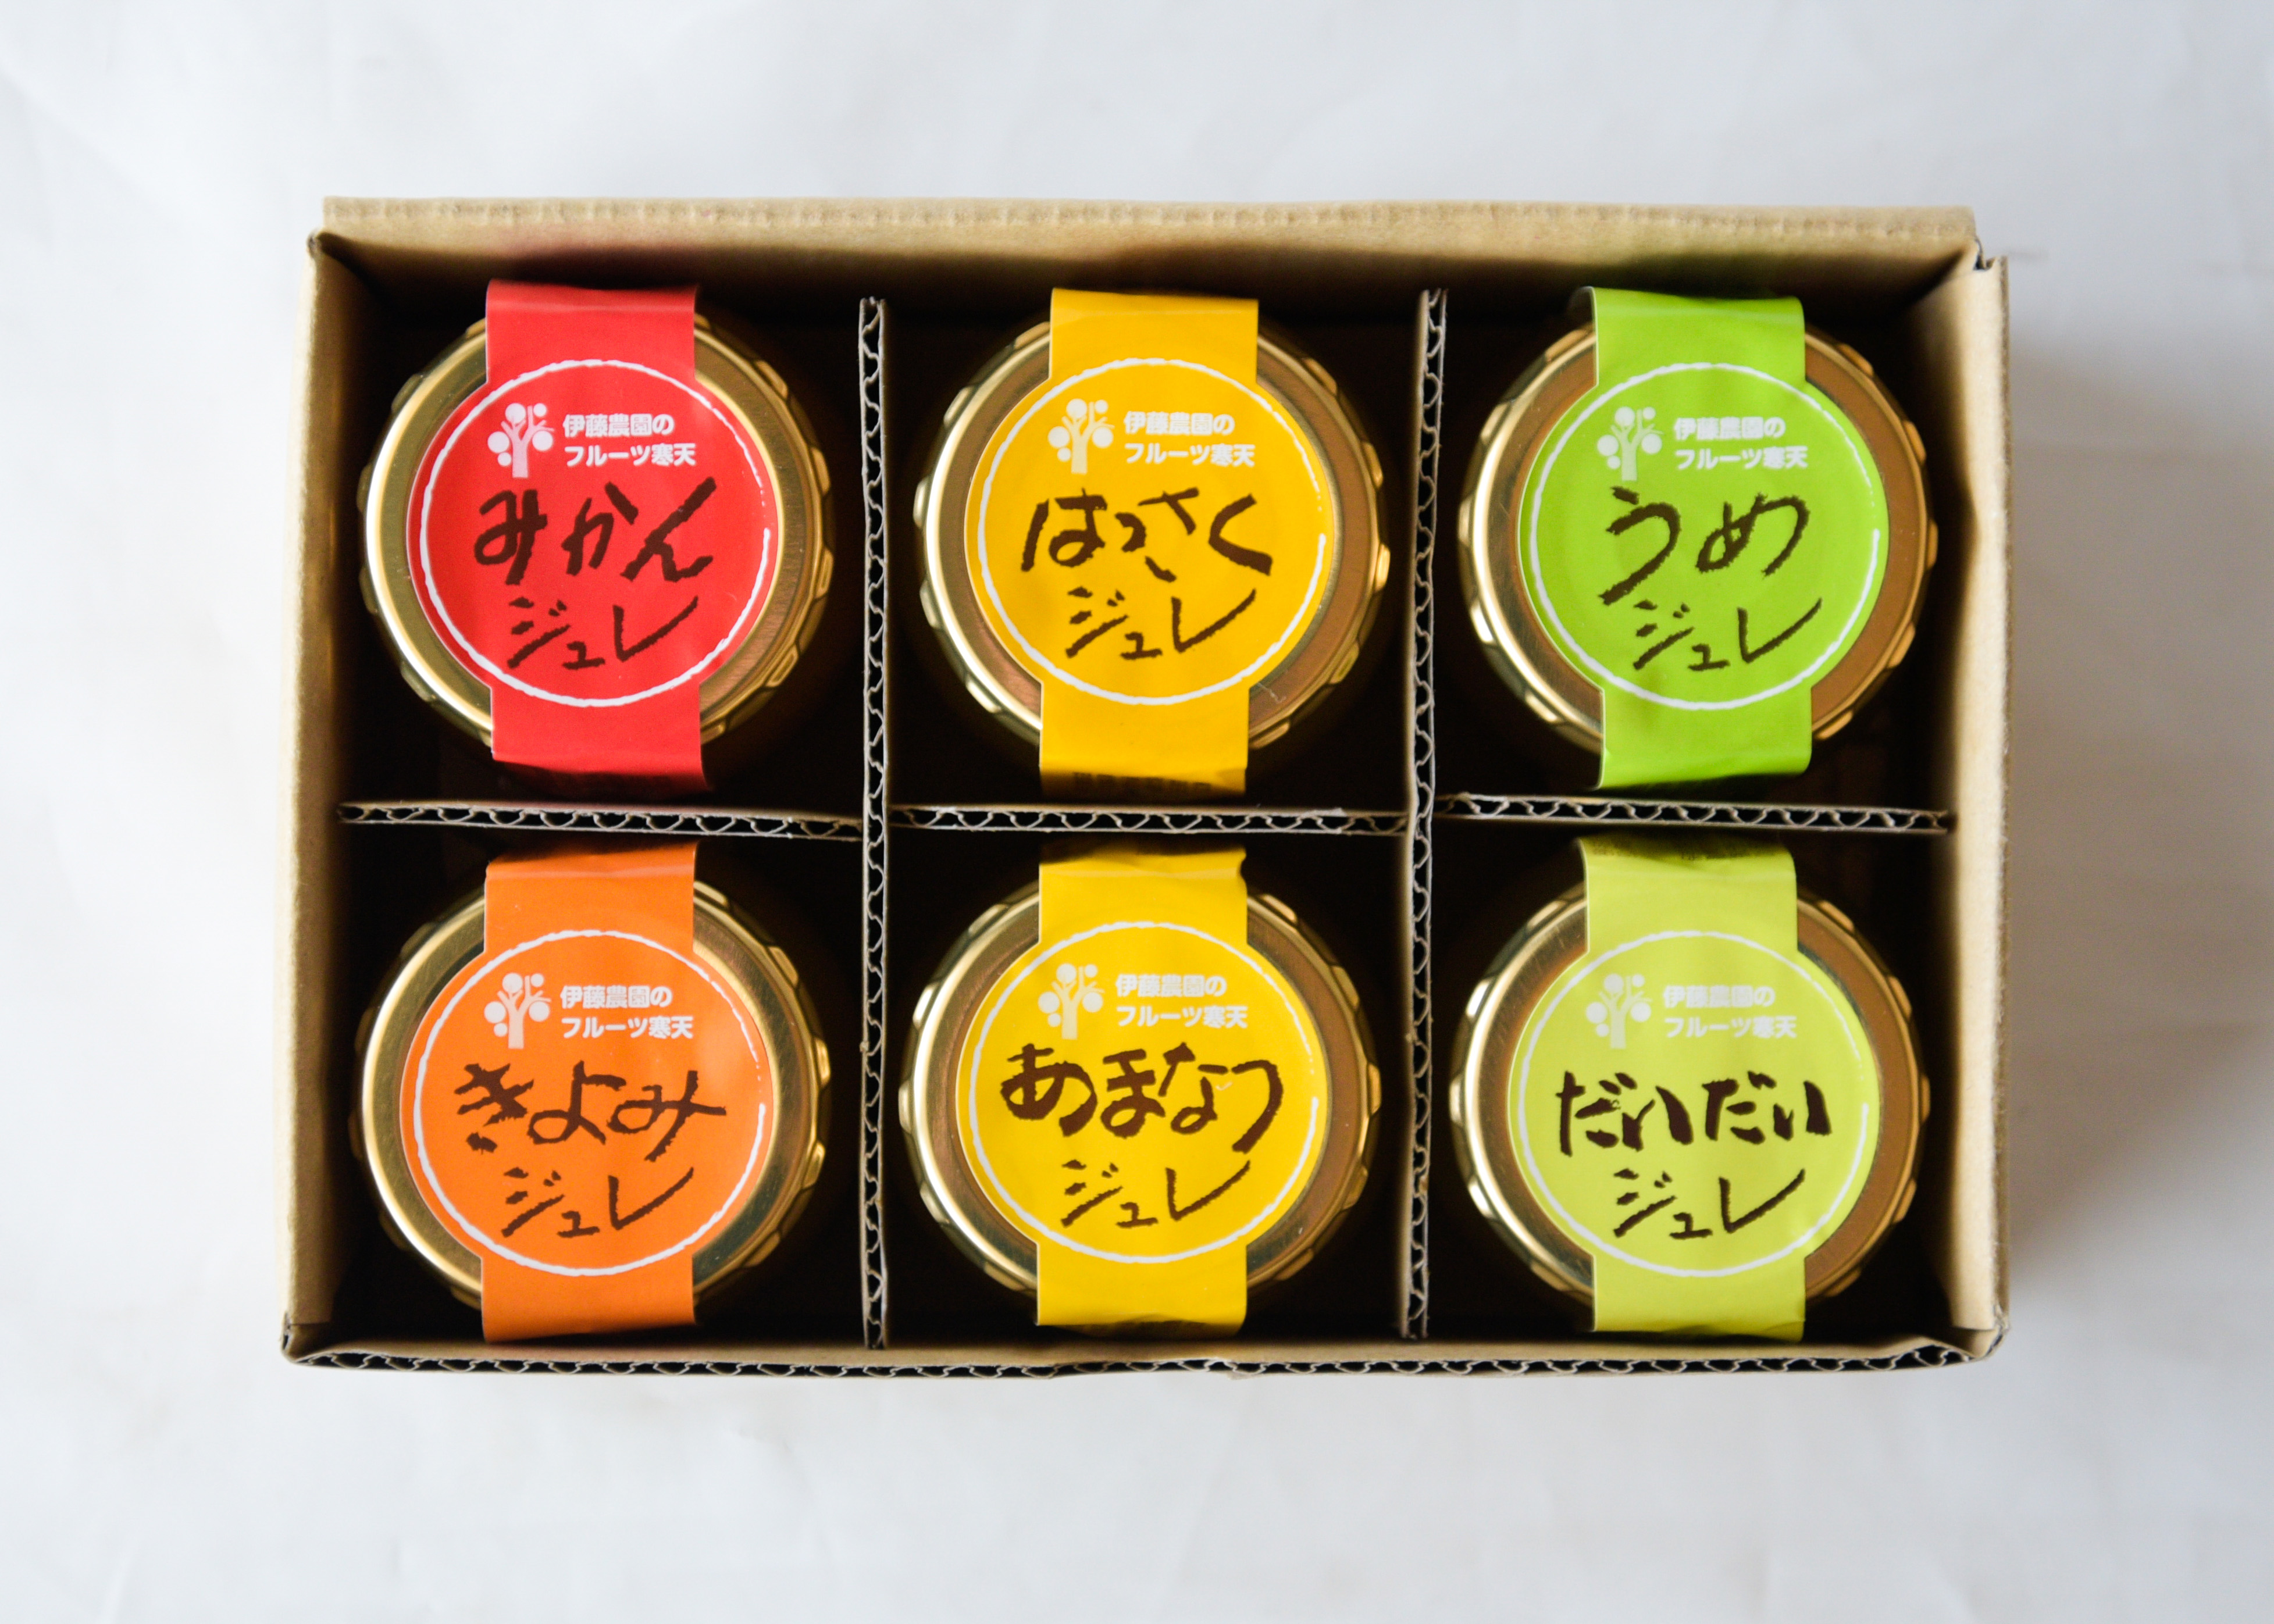 伊藤農園の
フルーツ寒天
みかん
ジュレ
伊藤農園の
フルーツ寒天
はっさく
ジュレ
伊藤農園の
フルーツ寒天
うめ
ジュレ
伊藤農園の
フルーツ寒天
きよみ
ジュレ
伊藤農園の
フルーツ寒天
あまなつ
ジュレ
伊藤農園の
フルーツ寒天
だいだい
ジュレ